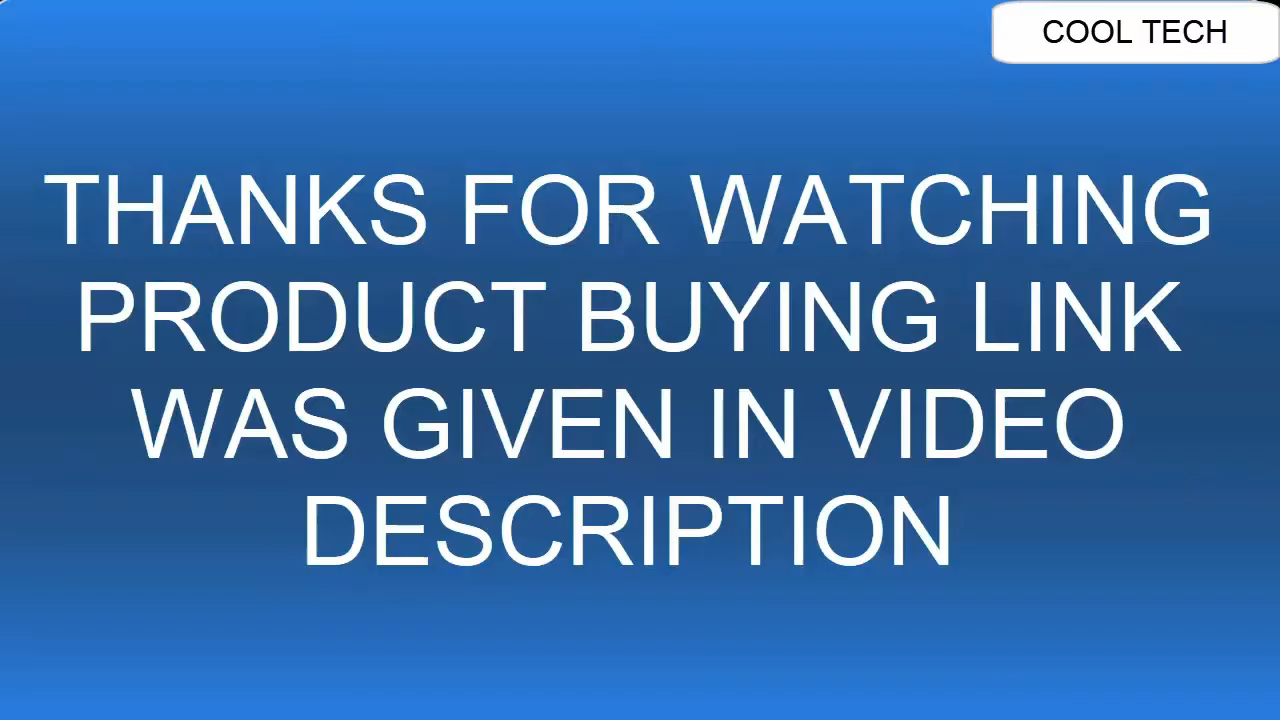 COOL TECH
THANKS FOR WATCHING
PRODUCT BUYING LINK
WAS GIVEN IN VIDEO
DESCRIPTION